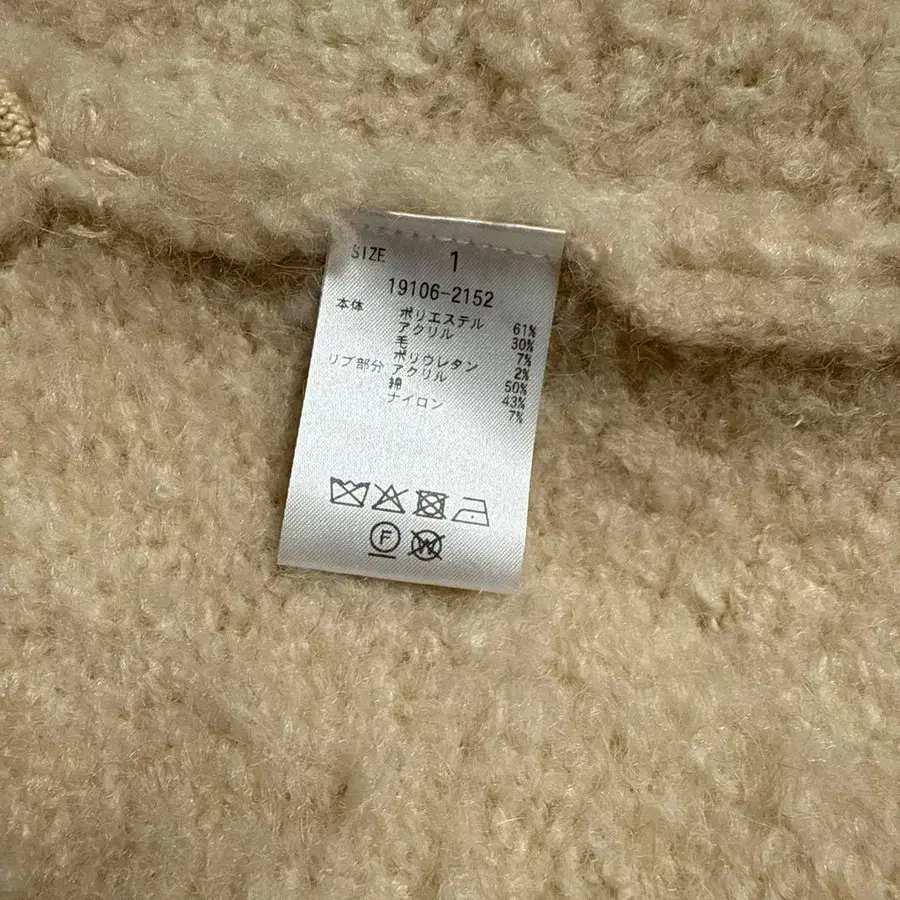 SIZE 1
19106-2152
本体 ポリエステル 61%
アクリル 30%
毛 7%
ポリウレタン 2%
リブ部分 アクリル 50%
綿 43%
ナイロン 7%
F W